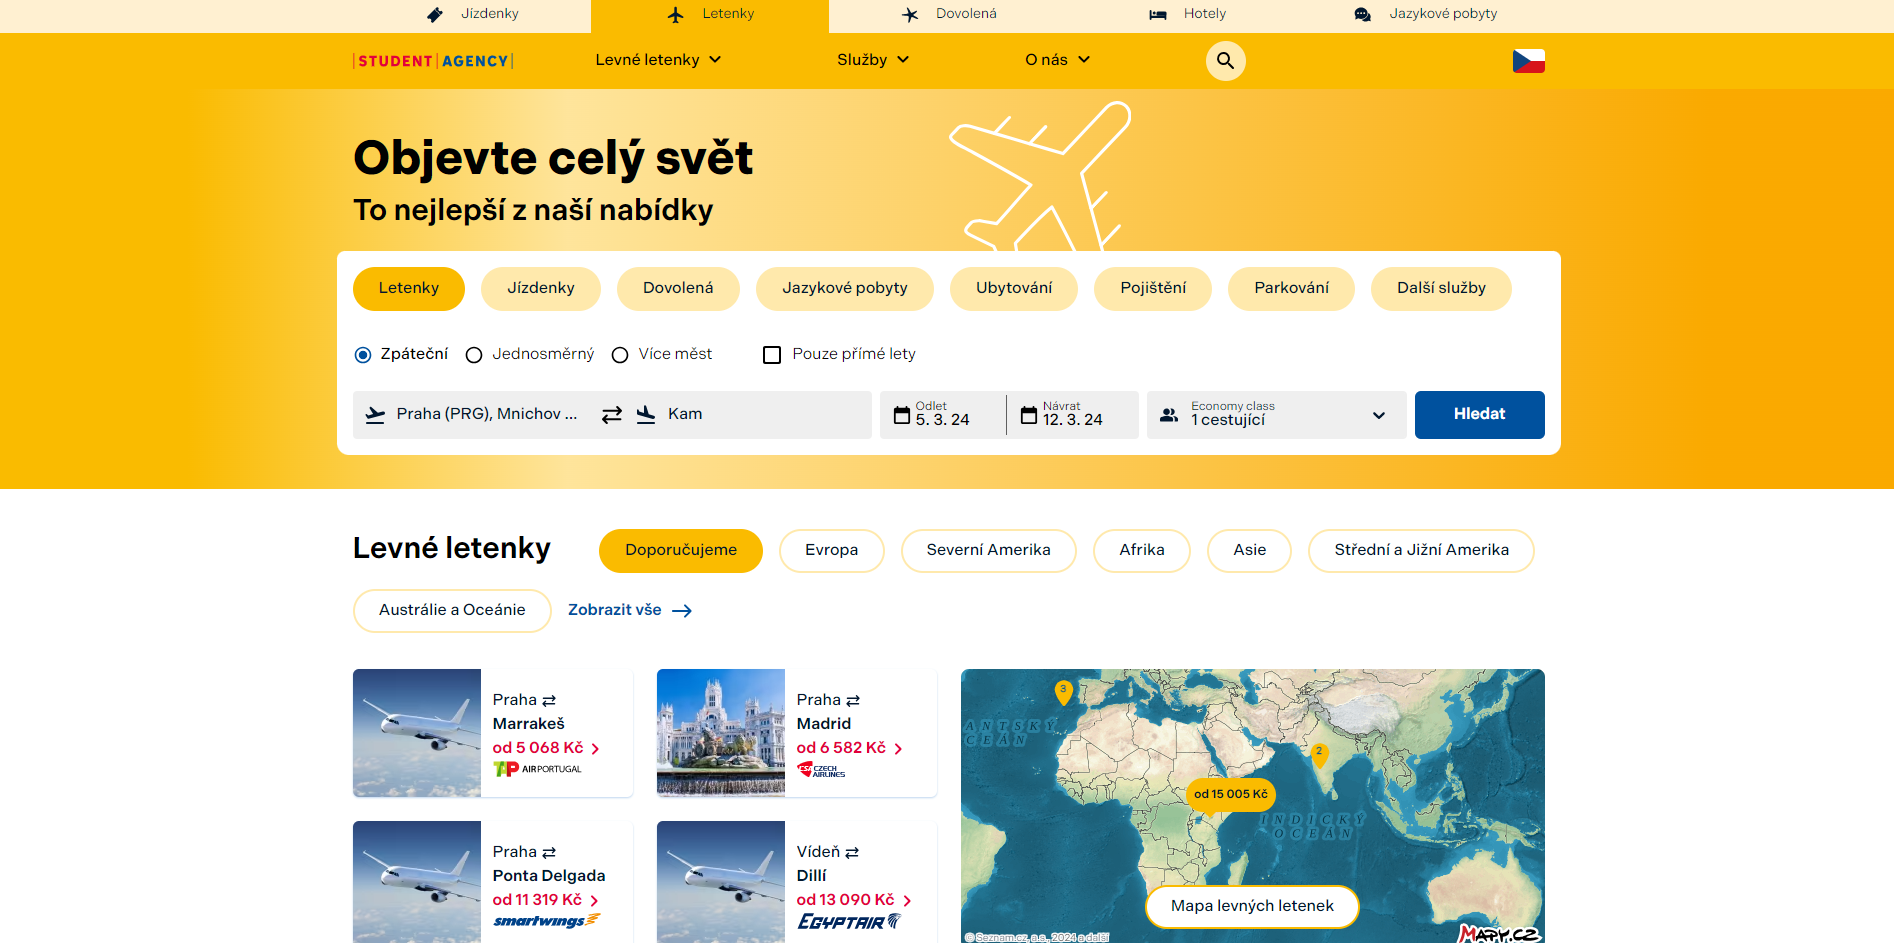 Jízdenky
Letenky
Dovolená
Hotely
Jazykové pobyty
STUDENT AGENCY
Levné letenky
Služby
O nás
Objevte celý svět
To nejlepší z naší nabídky
Letenky
Jízdenky
Dovolená
Jazykové pobyty
Ubytování
Pojištění
Parkování
Další služby
Zpáteční
Jednosměrný
Více měst
Pouze přímé lety
Praha (PRG), Mnichov ...
Kam
Odlet
5. 3. 24
Návrat
12. 3. 24
Economy class
1 cestující
Hledat
Levné letenky
Doporučujeme
Evropa
Severní Amerika
Afrika
Asie
Střední a Jižní Amerika
Austrálie a Oceánie
Zobrazit vše
Praha
Marrakeš
od 5 068 Kč
TAP AIR PORTUGAL
Praha
Madrid
od 6 582 Kč
CSA CZECH AIRLINES
Praha
Ponta Delgada
od 11 319 Kč
smartwings
Vídeň
Dillí
od 13 090 Kč
EGYPTAIR
3
ANTSKÝ
CEÁN
2
od 15 005 Kč
INDICKÝ
OCEÁN
Mapa levných letenek
© Seznam.cz, a.s., 2024 a další
MAPY.CZ